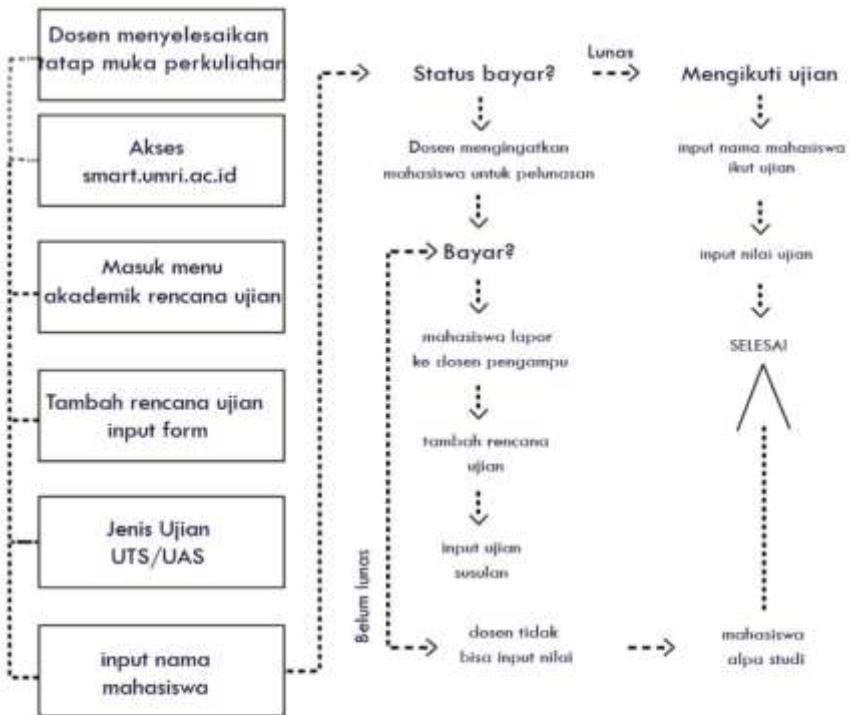 Dosen menyelesaikan
tatap muka perkuliahan
Akses
smart.umri.ac.id
Masuk menu
akademik rencana ujian
Tambah rencana ujian
input form
Jenis Ujian
UTS/UAS
input nama
mahasiswa
Status bayar?
Lunas
Mengikuti ujian
Dosen mengingatkan
mahasiswa untuk pelunasan
input nama mahasiswa
ikut ujian
Bayar?
input nilai ujian
mahasiswa lapor
ke dosen pengampu
SELESAI
tambah rencana
ujian
input ujian
susulan
Belum lunas
dosen tidak
bisa input nilai
mahasiswa
alpa studi